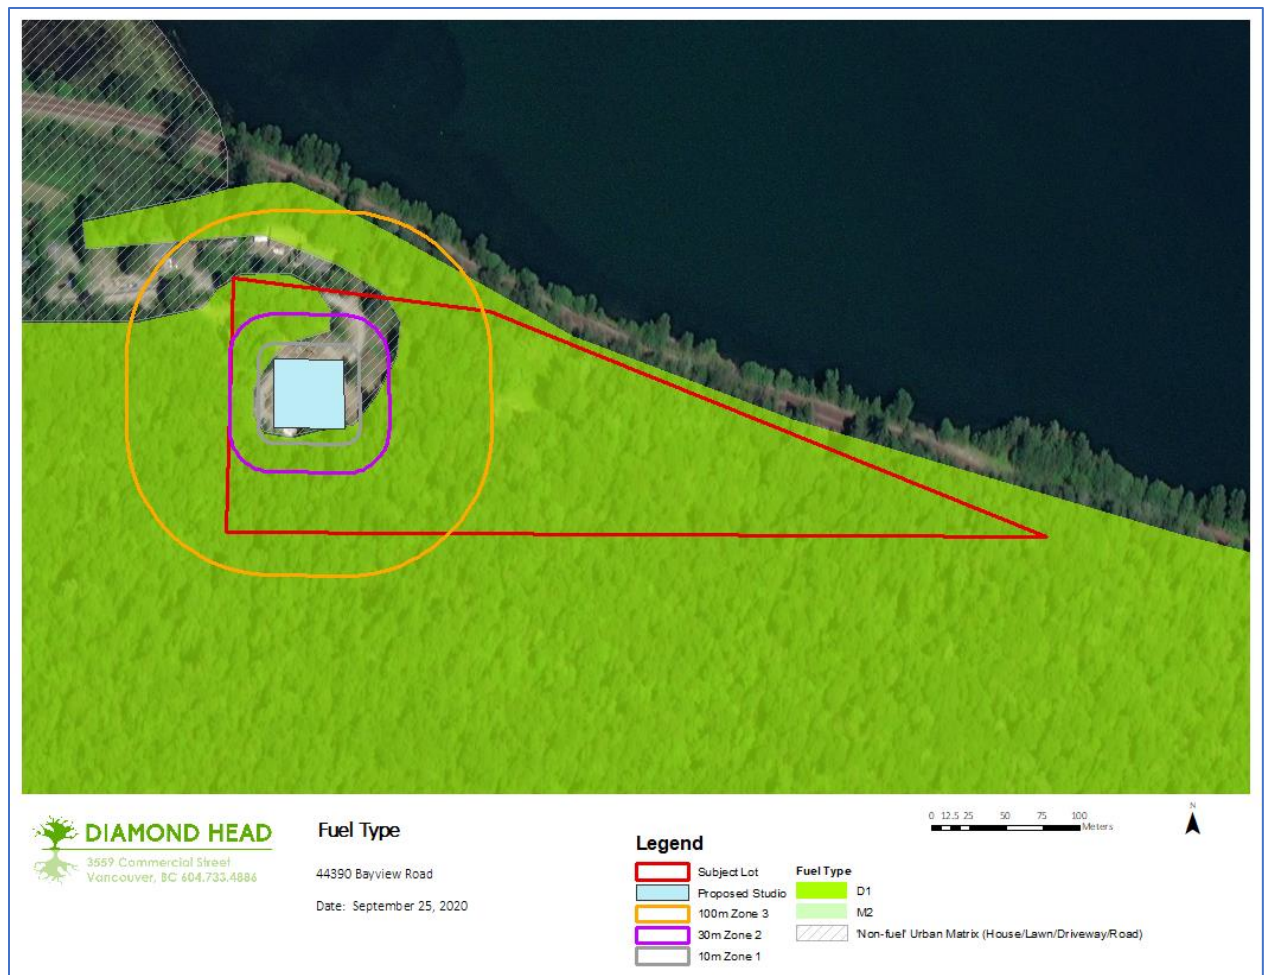 DIAMOND HEAD
3559 Commercial Street
Vancouver, BC 604.733.4886
Fuel Type
44390 Bayview Road
Date: September 25, 2020
Legend
Subject Lot
Proposed Studio
100m Zone 3
30m Zone 2
10m Zone 1
Fuel Type
D1
M2
'Non-fuel' Urban Matrix (House/Lawn/Driveway/Road)
0 12.5 25 50 75 100
Meters
N